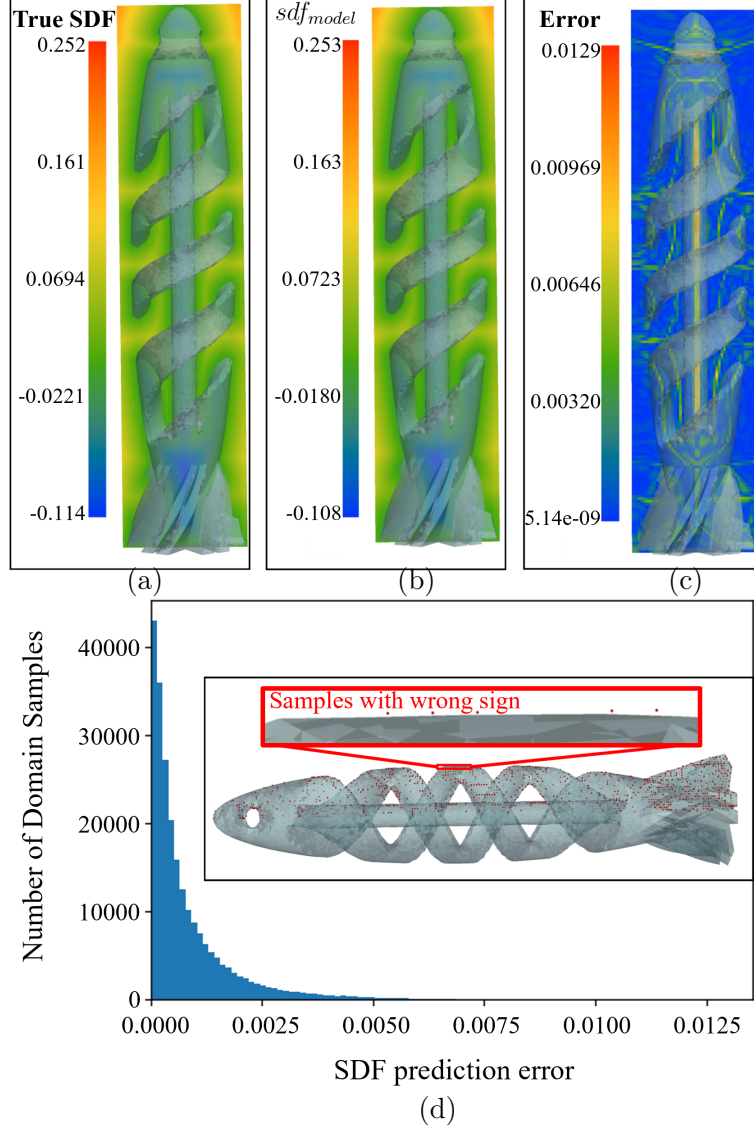 True SDF
0.252
0.161
0.0694
-0.0221
-0.114
(a)
sdf_model
0.253
0.163
0.0723
-0.0180
-0.108
(b)
Error
0.0129
0.00969
0.00646
0.00320
5.14e-09
(c)
Number of Domain Samples
40000
30000
20000
10000
0
Samples with wrong sign
0.0000 0.0025 0.0050 0.0075 0.0100 0.0125
SDF prediction error
(d)